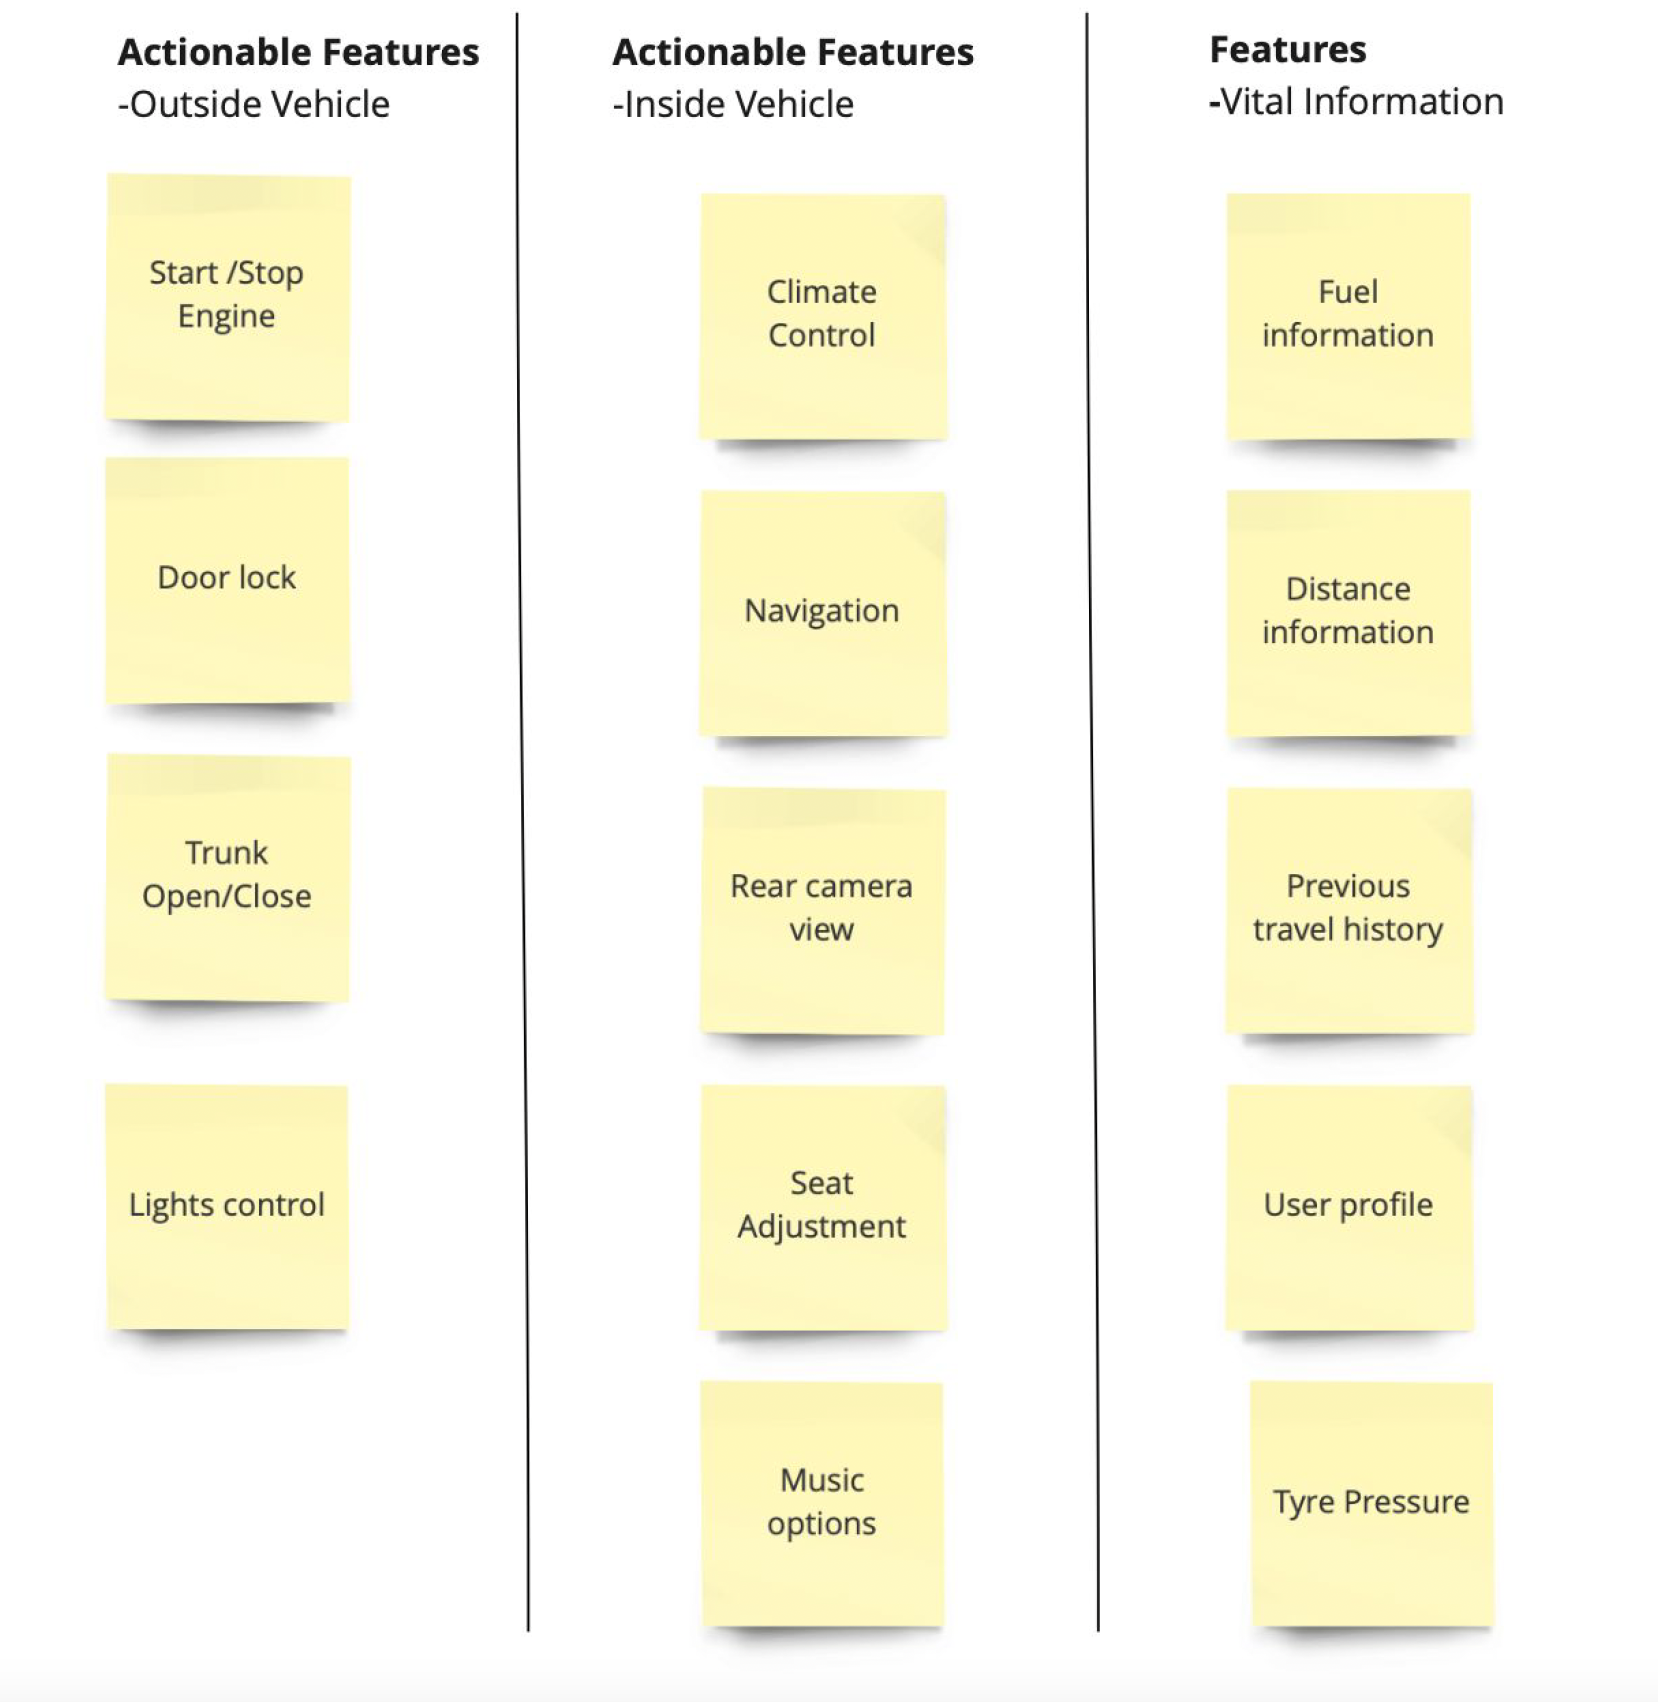 Actionable Features
-Outside Vehicle
Start /Stop
Engine
Door lock
Trunk
Open/Close
Lights control
Actionable Features
-Inside Vehicle
Climate
Control
Navigation
Rear camera
view
Seat
Adjustment
Music
options
Features
-Vital Information
Fuel
information
Distance
information
Previous
travel history
User profile
Tyre Pressure